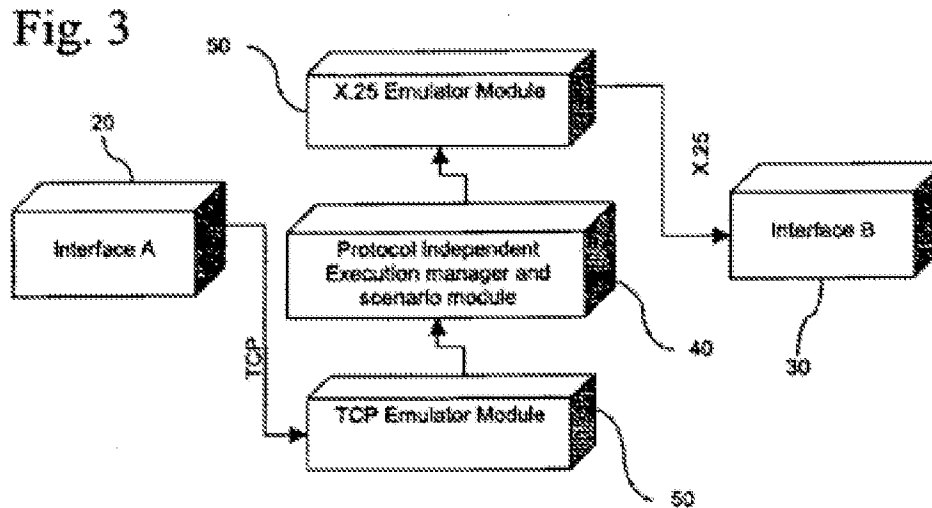 Fig. 3
50
X.25 Emulator Module
20
X.25
Interface A
Protocol Independent
Execution manager and
scenario module
Interface B
TCP
40
30
TCP Emulator Module
50